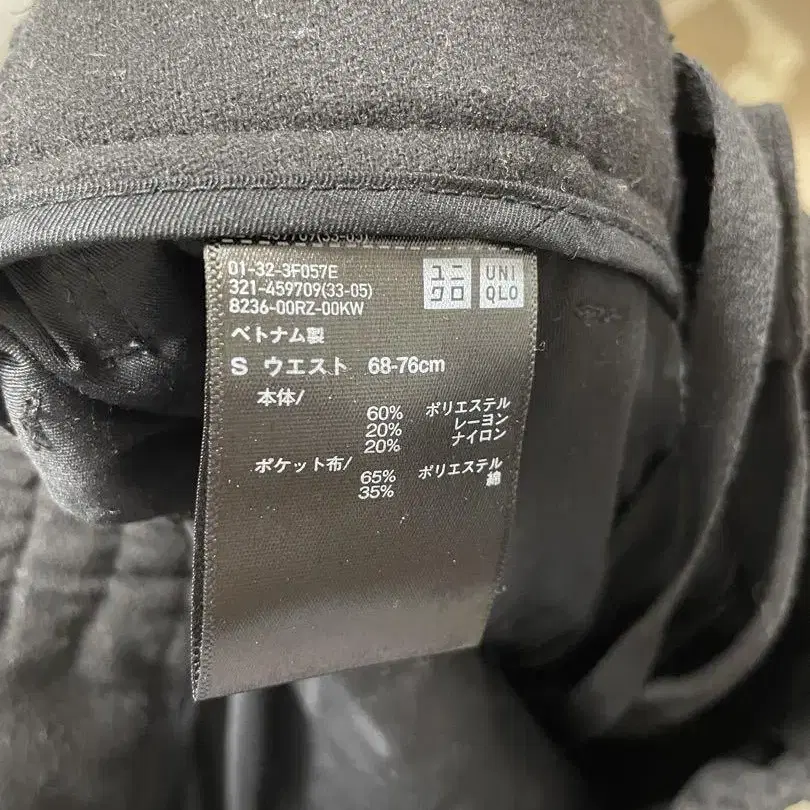 01-32-3F057E
321-459709(33-05)
8236-00RZ-00KW
ユニクロ
UNIQLO
ベトナム製
S ウエスト 68-76cm
本体/
60% ポリエステル
20% レーヨン
20% ナイロン
ポケット布/
65% ポリエステル
35% 綿